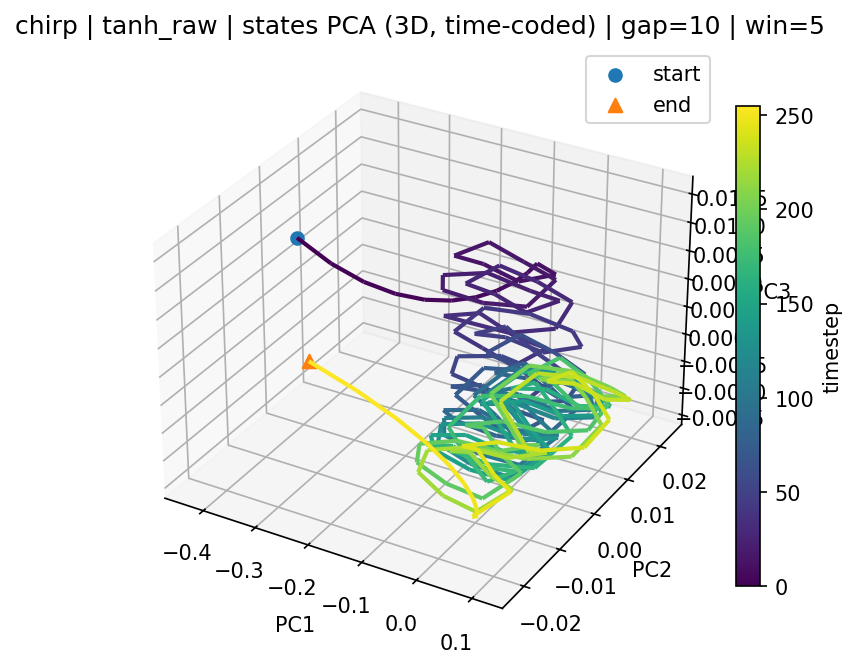 chirp | tanh_raw | states PCA (3D, time-coded) | gap=10 | win=5
start
end
250
200
150
100
50
0
timestep
−0.4
−0.3
−0.2
−0.1
0.0
0.1
PC1
−0.02
−0.01
0.00
0.01
0.02
PC2